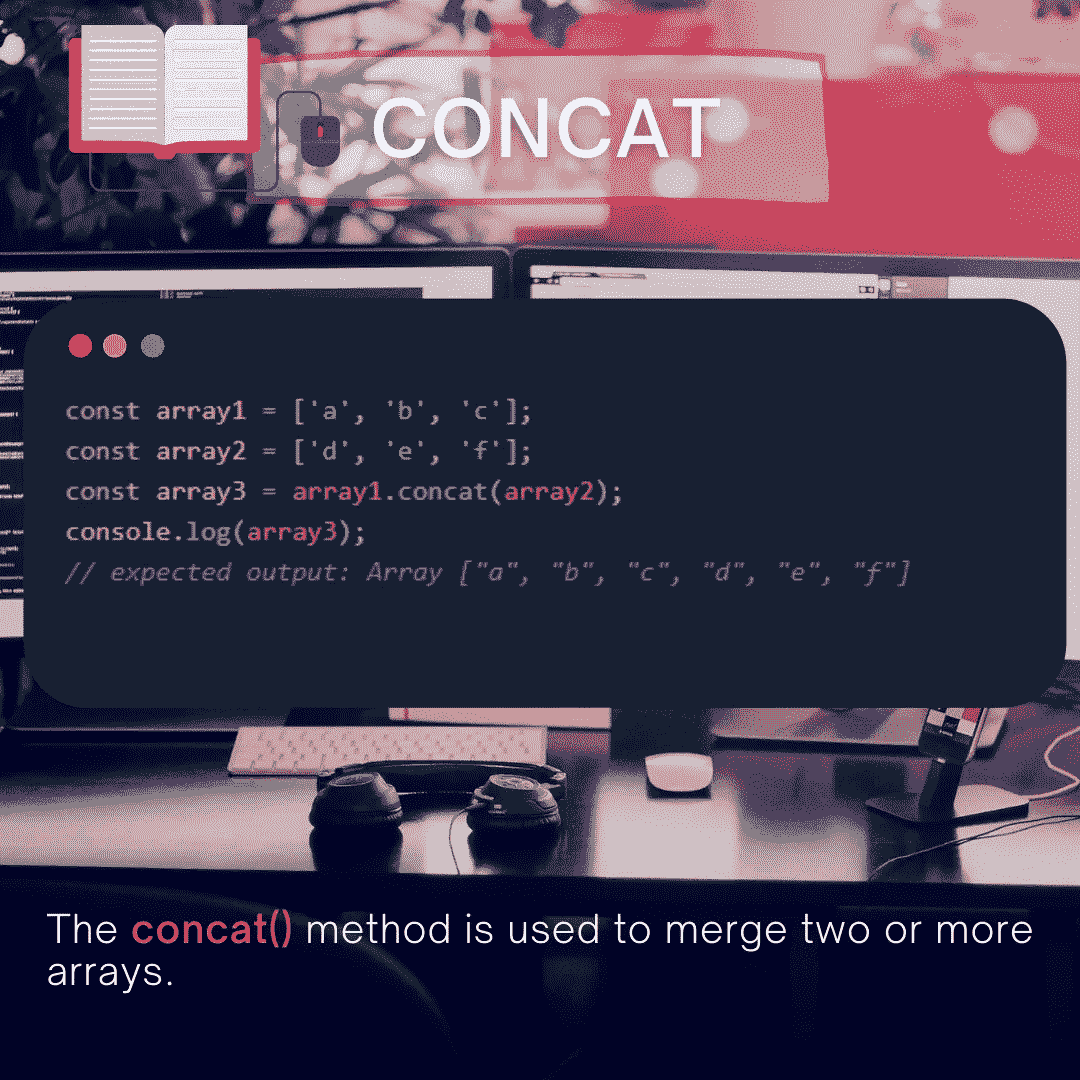 CONCAT
const array1 = ['a', 'b', 'c'];
const array2 = ['d', 'e', 'f'];
const array3 = array1.concat(array2);
console.log(array3);
// expected output: Array ["a", "b", "c", "d", "e", "f"]
The concat() method is used to merge two or more
arrays.